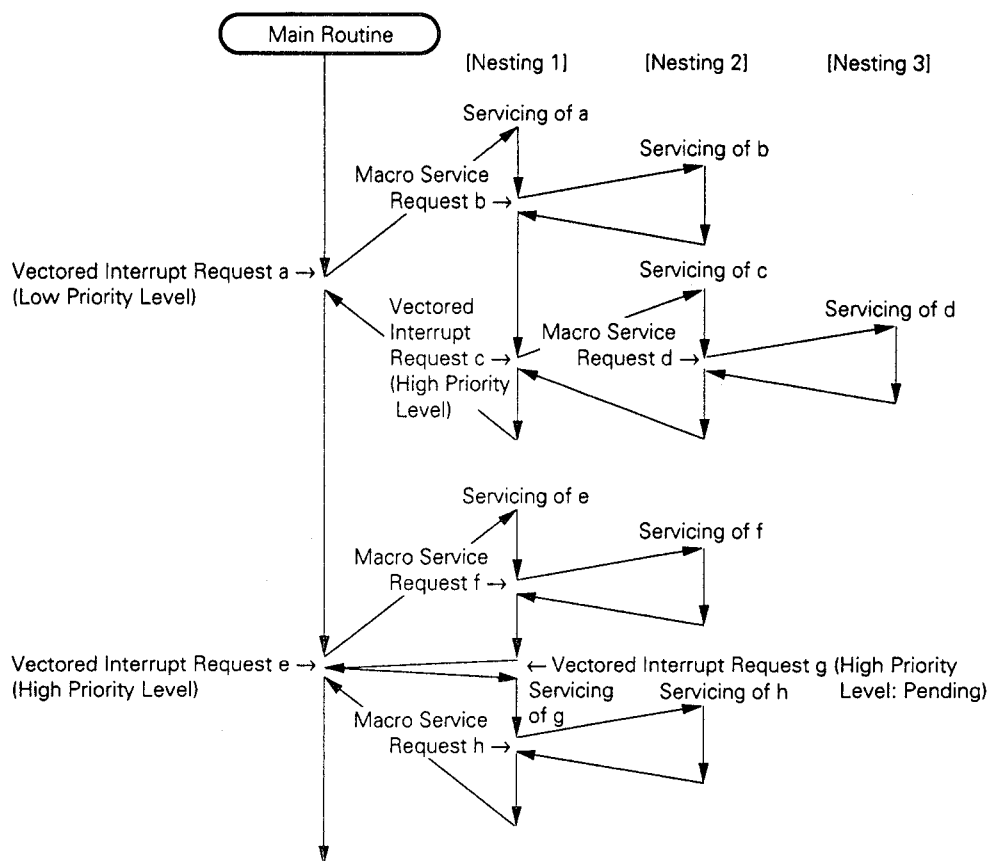 Main Routine
[Nesting 1]
[Nesting 2]
[Nesting 3]
Servicing of a
Servicing of b
Macro Service
Request b →
Vectored Interrupt Request a →
(Low Priority Level)
Servicing of c
Vectored
Interrupt
Request c →
(High Priority
Level)
Macro Service
Request d →
Servicing of d
Servicing of e
Servicing of f
Macro Service
Request f →
Vectored Interrupt Request e →
(High Priority Level)
← Vectored Interrupt Request g (High Priority
Level: Pending)
Servicing
of g
Servicing of h
Macro Service
Request h →